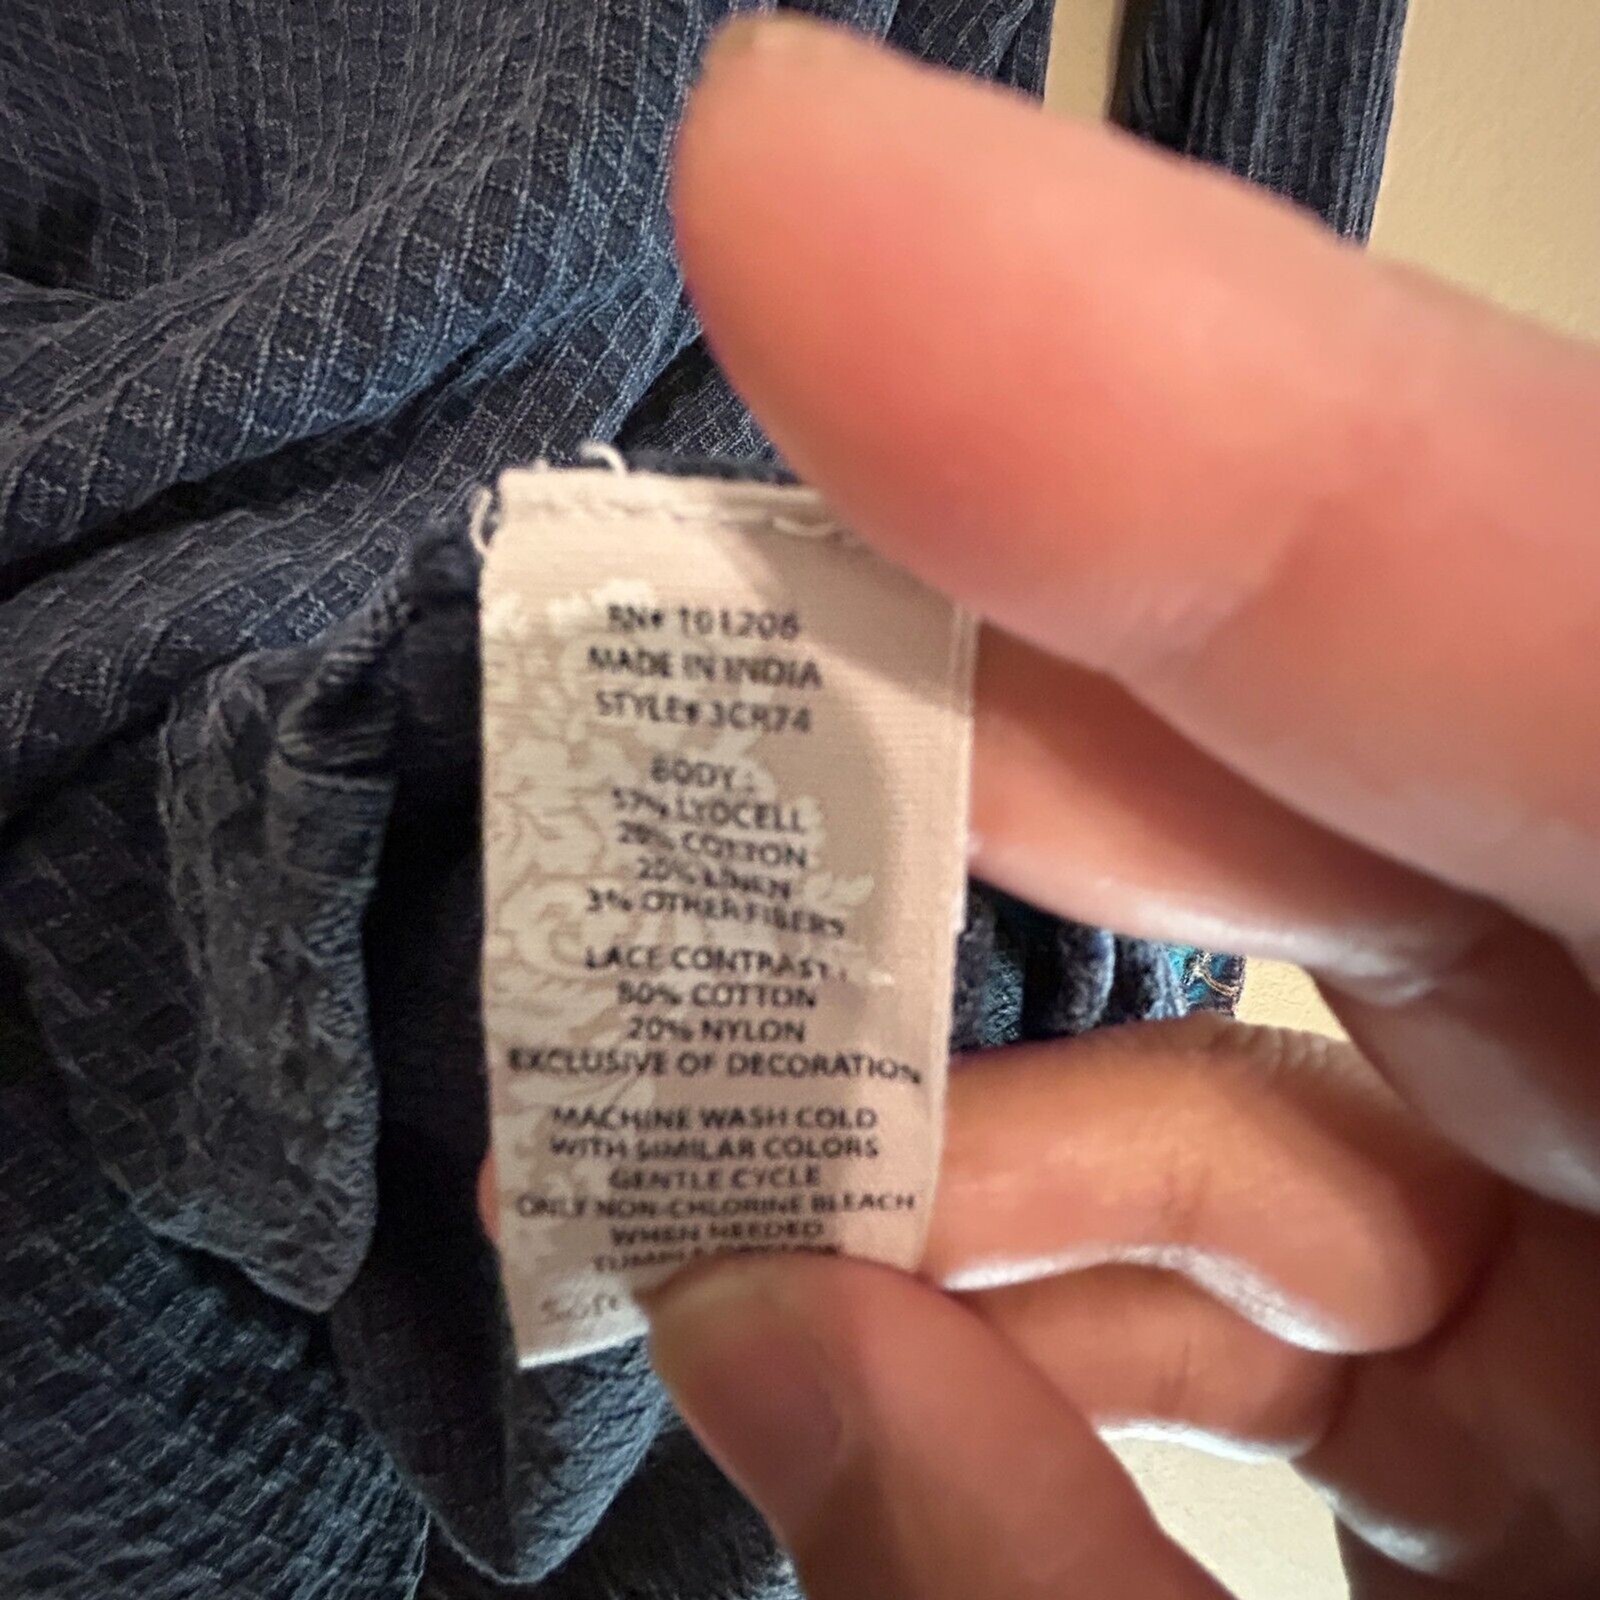 RN# 101206
MADE IN INDIA
STYLE# 3CR74
BODY :
57% LYOCELL
20% COTTON
20% LINEN
3% OTHER FIBERS
LACE CONTRAST :
80% COTTON
20% NYLON
EXCLUSIVE OF DECORATION
MACHINE WASH COLD
WITH SIMILAR COLORS
GENTLE CYCLE
ONLY NON-CHLORINE BLEACH
WHEN NEEDED